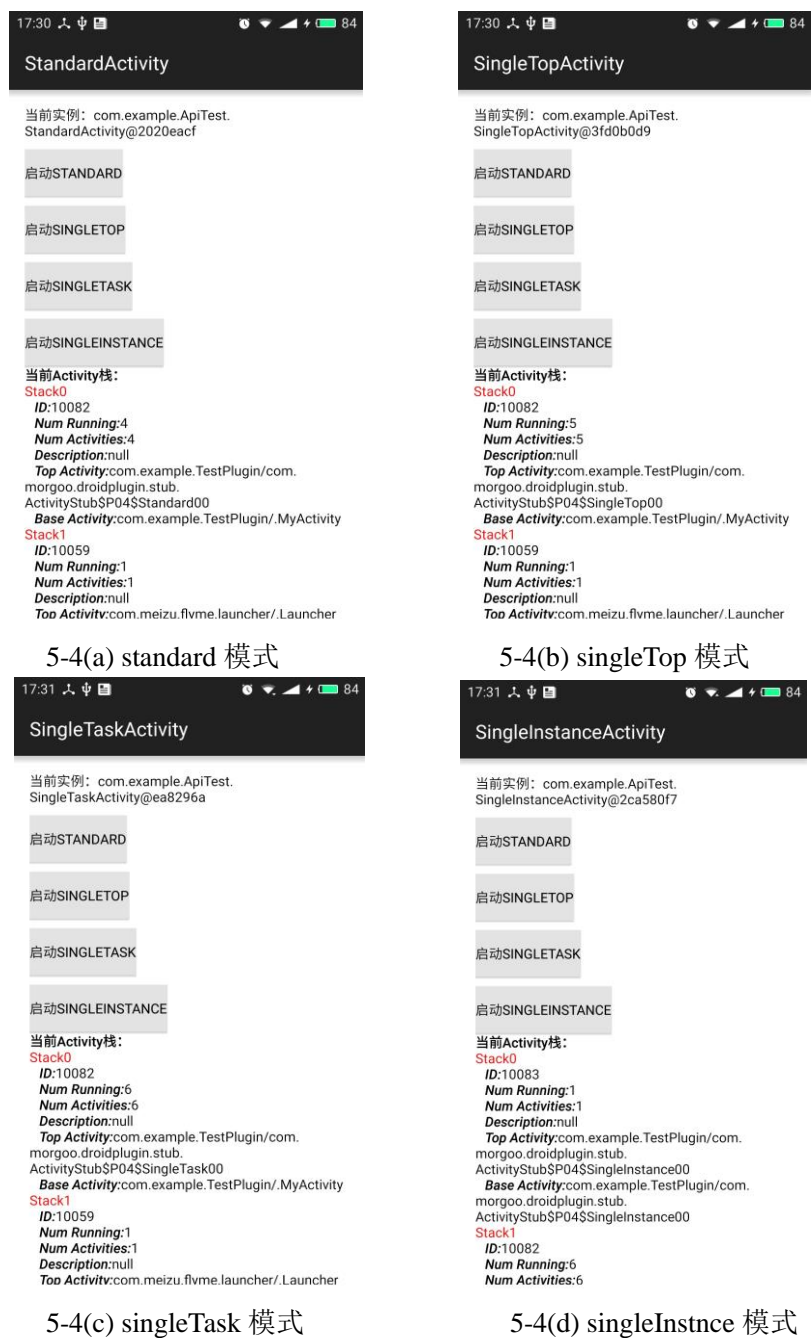 17:30 84
StandardActivity
当前实例：com.example.ApiTest.
StandardActivity@2020eacf
启动STANDARD
启动SINGLETOP
启动SINGLETASK
启动SINGLEINSTANCE
当前Activity栈：
Stack0
ID:10082
Num Running:4
Num Activities:4
Description:null
Top Activity:com.example.TestPlugin/com.
morgoo.droidplugin.stub.
ActivityStub$P04$Standard00
Base Activity:com.example.TestPlugin/.MyActivity
Stack1
ID:10059
Num Running:1
Num Activities:1
Description:null
Top Activity:com.meizu.flyme.launcher/.Launcher
5-4(a) standard 模式
17:30 84
SingleTopActivity
当前实例：com.example.ApiTest.
SingleTopActivity@3fd0b0d9
启动STANDARD
启动SINGLETOP
启动SINGLETASK
启动SINGLEINSTANCE
当前Activity栈：
Stack0
ID:10082
Num Running:5
Num Activities:5
Description:null
Top Activity:com.example.TestPlugin/com.
morgoo.droidplugin.stub.
ActivityStub$P04$SingleTop00
Base Activity:com.example.TestPlugin/.MyActivity
Stack1
ID:10059
Num Running:1
Num Activities:1
Description:null
Top Activity:com.meizu.flyme.launcher/.Launcher
5-4(b) singleTop 模式
17:31 84
SingleTaskActivity
当前实例：com.example.ApiTest.
SingleTaskActivity@ea8296a
启动STANDARD
启动SINGLETOP
启动SINGLETASK
启动SINGLEINSTANCE
当前Activity栈：
Stack0
ID:10082
Num Running:6
Num Activities:6
Description:null
Top Activity:com.example.TestPlugin/com.
morgoo.droidplugin.stub.
ActivityStub$P04$SingleTask00
Base Activity:com.example.TestPlugin/.MyActivity
Stack1
ID:10059
Num Running:1
Num Activities:1
Description:null
Top Activity:com.meizu.flyme.launcher/.Launcher
5-4(c) singleTask 模式
17:31 84
SingleInstanceActivity
当前实例：com.example.ApiTest.
SingleInstanceActivity@2ca580f7
启动STANDARD
启动SINGLETOP
启动SINGLETASK
启动SINGLEINSTANCE
当前Activity栈：
Stack0
ID:10083
Num Running:1
Num Activities:1
Description:null
Top Activity:com.example.TestPlugin/com.
morgoo.droidplugin.stub.
ActivityStub$P04$SingleInstance00
Base Activity:com.example.TestPlugin/com.
morgoo.droidplugin.stub.
ActivityStub$P04$SingleInstance00
Stack1
ID:10082
Num Running:6
Num Activities:6
5-4(d) singleInstnce 模式